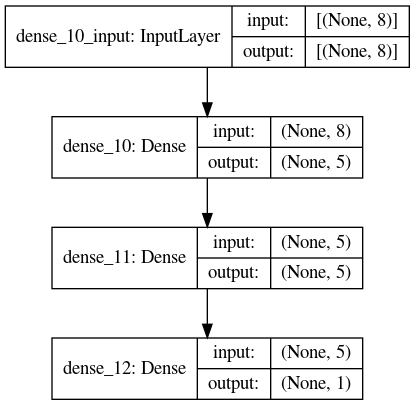 dense_10_input: InputLayer
input: [(None, 8)]
output: [(None, 8)]
dense_10: Dense
input: (None, 8)
output: (None, 5)
dense_11: Dense
input: (None, 5)
output: (None, 5)
dense_12: Dense
input: (None, 5)
output: (None, 1)